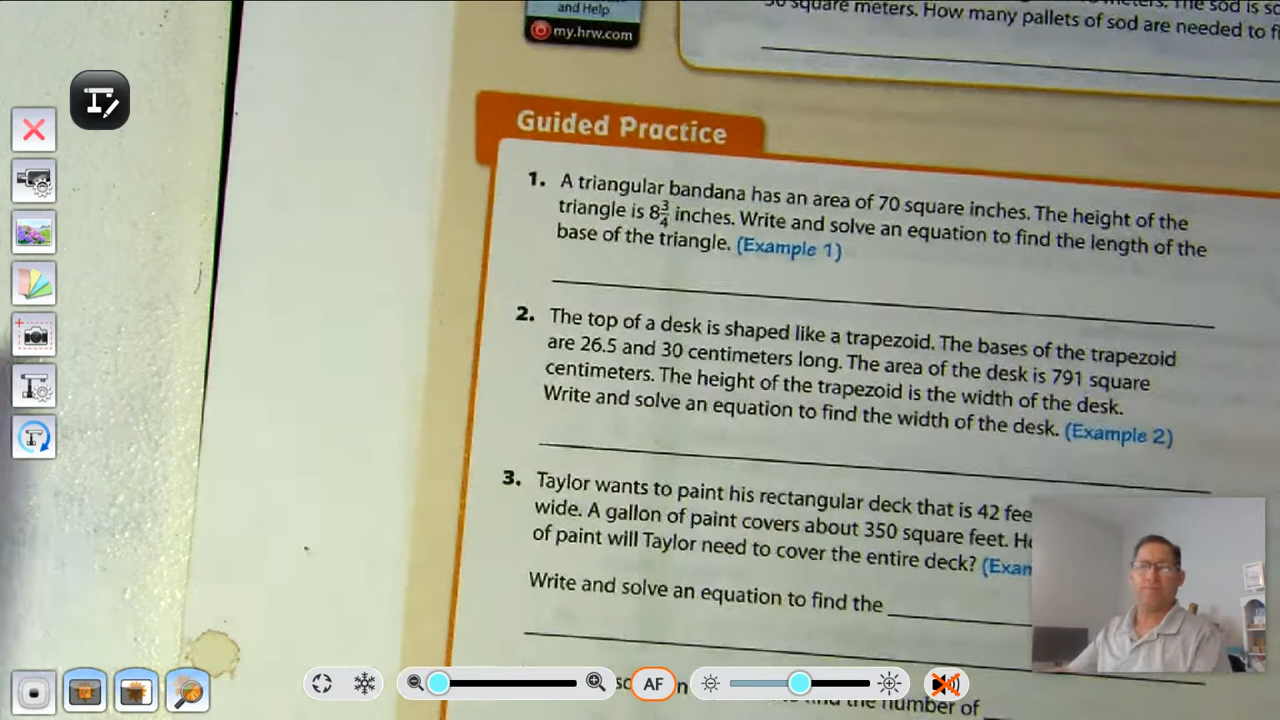 and Help
my.hrw.com
square meters. How many pallets of sod are needed to
Guided Practice
1. A triangular bandana has an area of 70 square inches. The height of the
triangle is 8 3/4 inches. Write and solve an equation to find the length of the
base of the triangle. (Example 1)
2. The top of a desk is shaped like a trapezoid. The bases of the trapezoid
are 26.5 and 30 centimeters long. The area of the desk is 791 square
centimeters. The height of the trapezoid is the width of the desk.
Write and solve an equation to find the width of the desk. (Example 2)
3. Taylor wants to paint his rectangular deck that is 42 fee
wide. A gallon of paint covers about 350 square feet. H
of paint will Taylor need to cover the entire deck? (Exam
Write and solve an equation to find the
AF
the number of